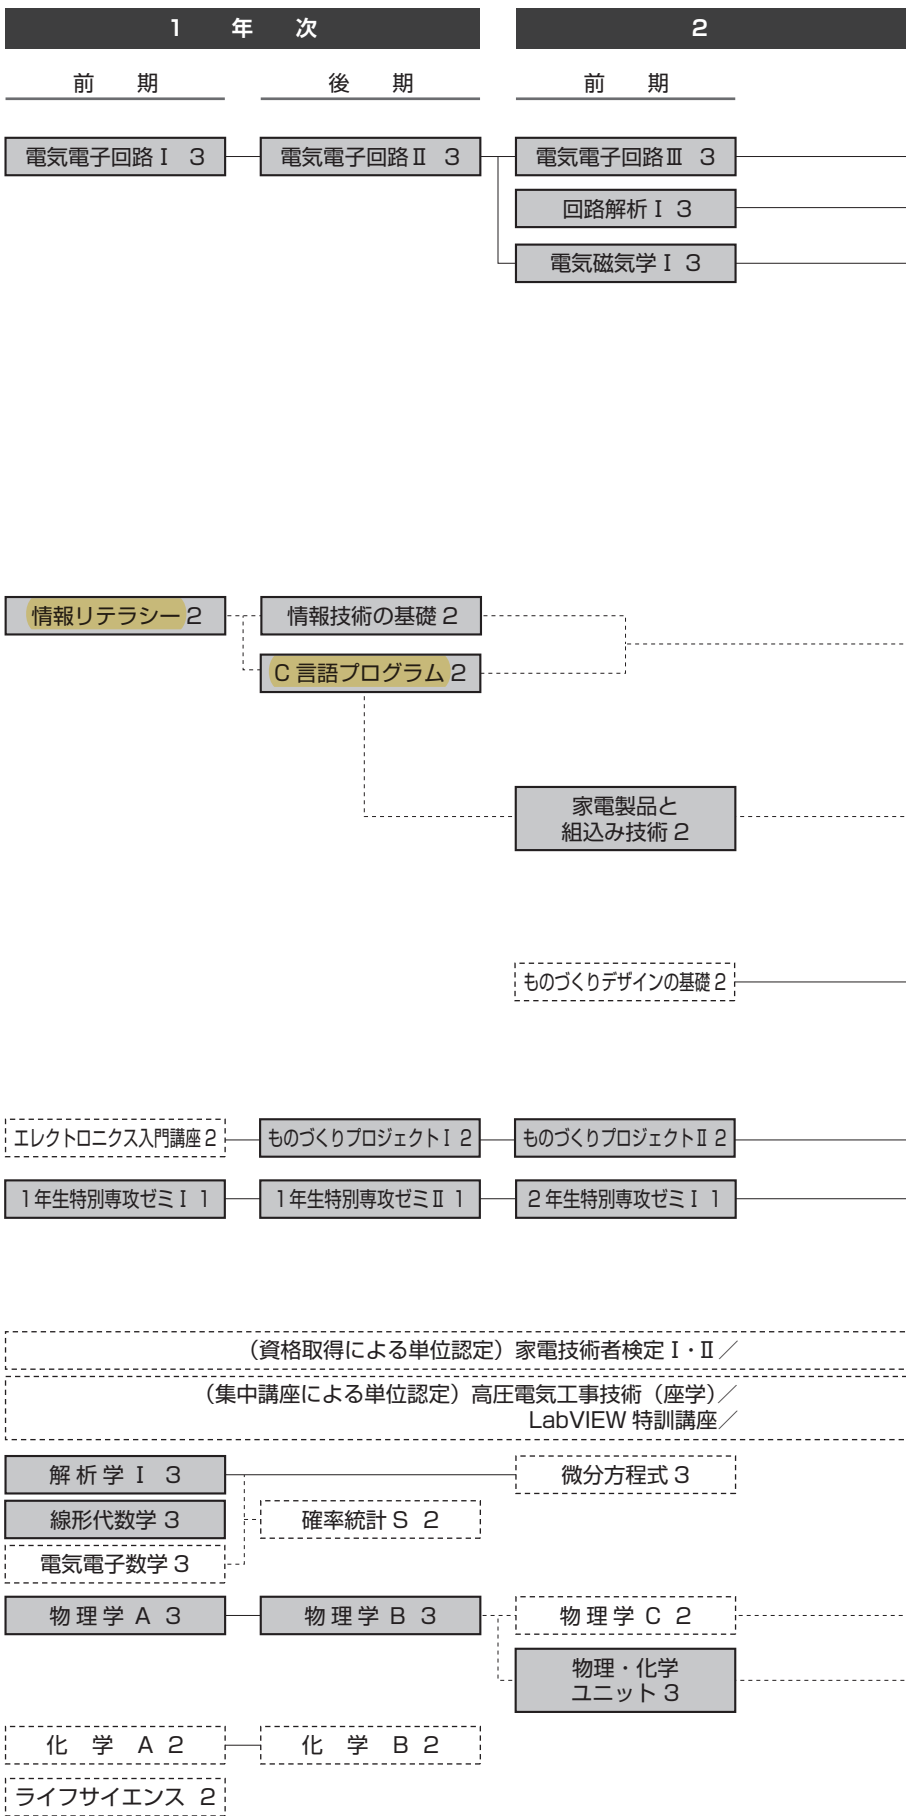 1 年 次
2
前 期
後 期
前 期
電気電子回路Ⅰ 3
電気電子回路Ⅱ 3
電気電子回路Ⅲ 3
回路解析Ⅰ 3
電気磁気学Ⅰ 3
情報リテラシー 2
情報技術の基礎 2
C 言語プログラム 2
家電製品と
組込み技術 2
ものづくりデザインの基礎 2
エレクトロニクス入門講座 2
ものづくりプロジェクトⅠ 2
ものづくりプロジェクトⅡ 2
1年生特別専攻ゼミⅠ 1
1年生特別専攻ゼミⅡ 1
2年生特別専攻ゼミⅠ 1
(資格取得による単位認定) 家電技術者検定Ⅰ・Ⅱ／
(集中講座による単位認定) 高圧電気工事技術 (座学)／
LabVIEW 特訓講座／
解析学Ⅰ 3
微分方程式 3
線形代数学 3
確率統計 S 2
電気電子数学 3
物理学 A 3
物理学 B 3
物理学 C 2
物理・化学
ユニット 3
化 学 A 2
化 学 B 2
ライフサイエンス 2